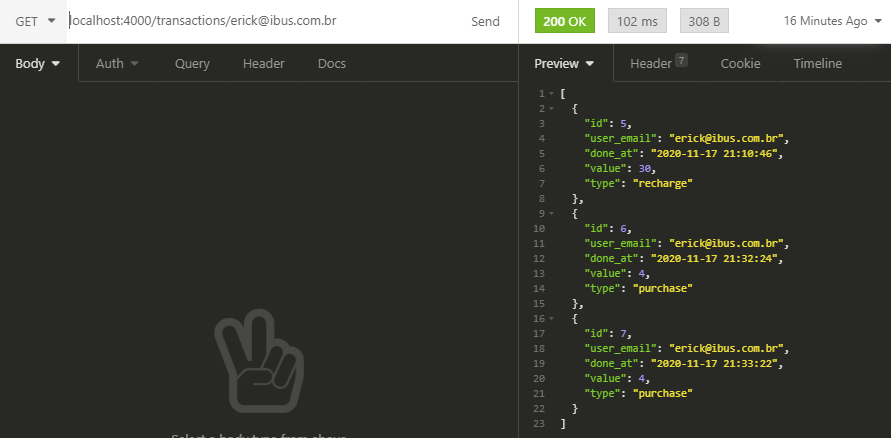 GET localhost:4000/transactions/erick@ibus.com.br Send 200 OK 102 ms 308 B 16 Minutes Ago
Body Auth Query Header Docs Preview Header 7 Cookie Timeline
1 [
2 {
3 "id": 5,
4 "user_email": "erick@ibus.com.br",
5 "done_at": "2020-11-17 21:10:46",
6 "value": 30,
7 "type": "recharge"
8 },
9 {
10 "id": 6,
11 "user_email": "erick@ibus.com.br",
12 "done_at": "2020-11-17 21:32:24",
13 "value": 4,
14 "type": "purchase"
15 },
16 {
17 "id": 7,
18 "user_email": "erick@ibus.com.br",
19 "done_at": "2020-11-17 21:33:22",
20 "value": 4,
21 "type": "purchase"
22 }
23 ]
Select a body type from above